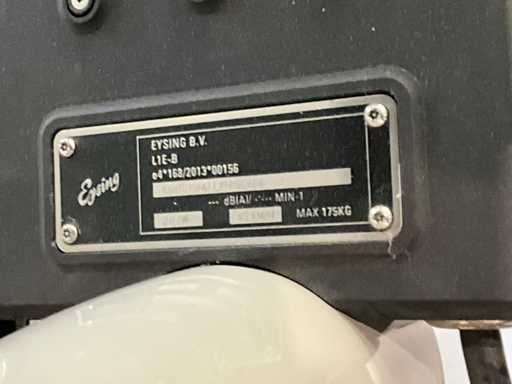 Eysing
EYSING B.V.
L1E-B
e4*168/2013*00156
--- dB(A)/ ---- MIN-1
MAX 175KG